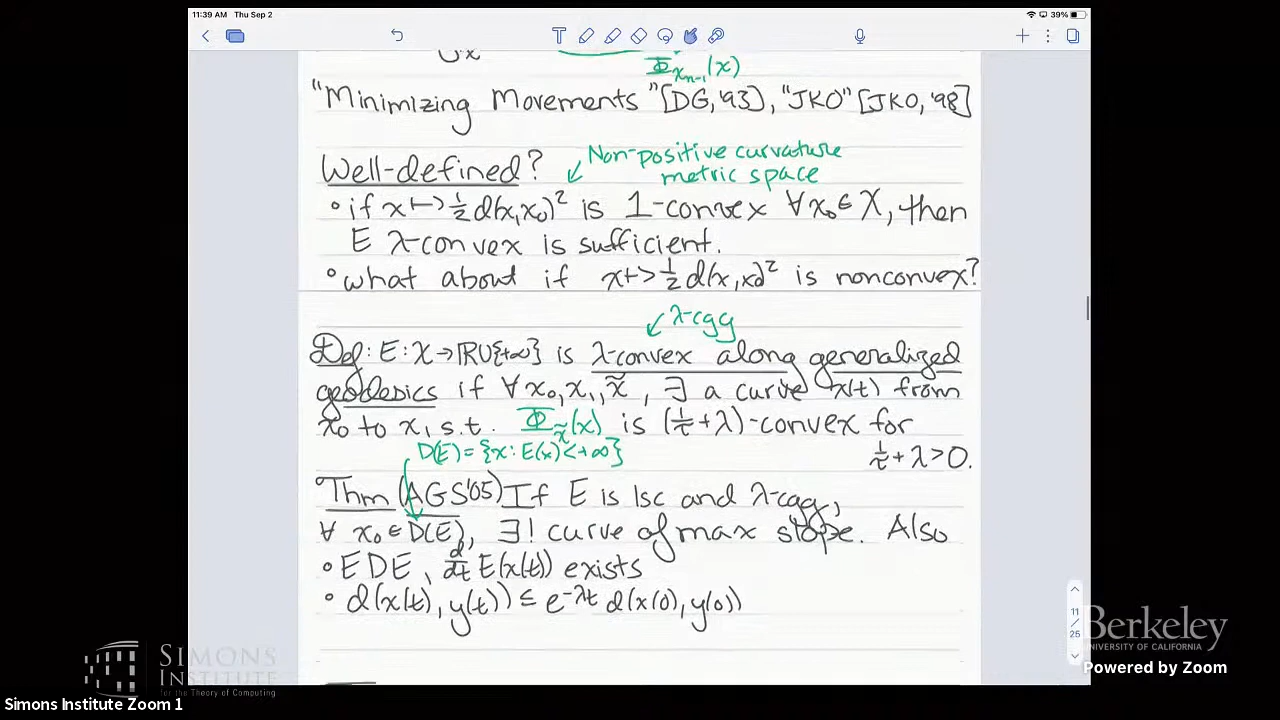 11:39 AM Thu Sep 2
39%
Φ_{x_{n-1}}(x)
"Minimizing Movements" [DG,'93], "JKO" [JKO,'98]
Well-defined?
Non-positive curvature
metric space
• if x ↦ ½ d(x,x₀)² is 1-convex ∀ x₀ ∈ X, then
E λ-convex is sufficient.
• what about if x ↦ ½ d(x,x₀)² is nonconvex?
λ-cgg
Def: E: X → ℝ∪{+∞} is λ-convex along generalized
geodesics if ∀ x₀, x₁, x̃, ∃ a curve x(t) from
x₀ to x₁ s.t. Φ_x̃(x) is (1/τ + λ)-convex for
1/τ + λ > 0.
D(E) = {x : E(x) < +∞}
Thm (AGS'05) If E is lsc and λ-cgg,
∀ x₀ ∈ D(E), ∃! curve of max slope. Also
• EDE, d/dt E(x(t)) exists
• d(x(t), y(t)) ≤ e^{-λt} d(x(0), y(0))
11
/
25
SIMONS
INSTITUTE
for the Theory of Computing
Berkeley
UNIVERSITY OF CALIFORNIA
Powered by Zoom
Simons Institute Zoom 1